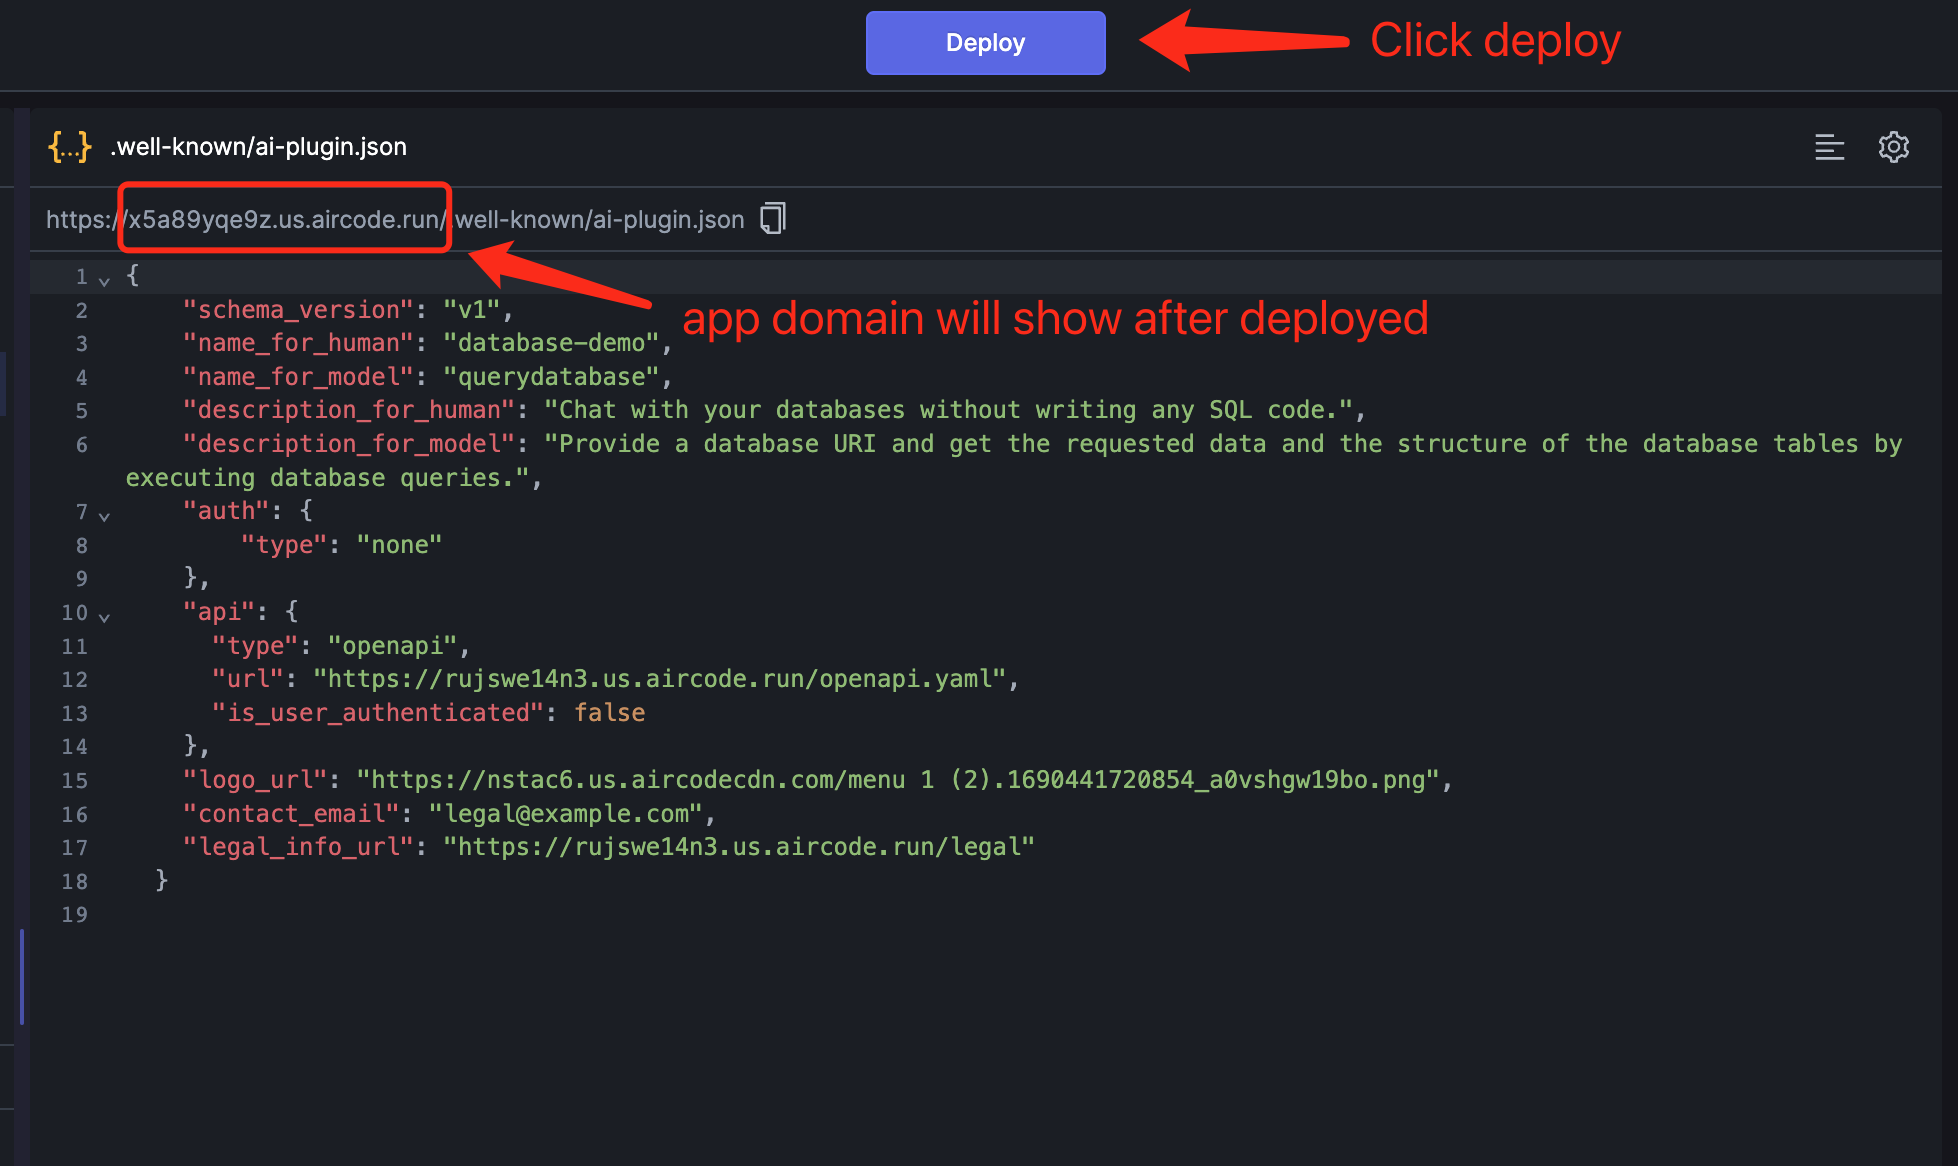 Deploy
Click deploy
{...} .well-known/ai-plugin.json
https://x5a89yqe9z.us.aircode.run/.well-known/ai-plugin.json
app domain will show after deployed
1 {
2 "schema_version": "v1",
3 "name_for_human": "database-demo",
4 "name_for_model": "querydatabase",
5 "description_for_human": "Chat with your databases without writing any SQL code.",
6 "description_for_model": "Provide a database URI and get the requested data and the structure of the database tables by
executing database queries.",
7 "auth": {
8 "type": "none"
9 },
10 "api": {
11 "type": "openapi",
12 "url": "https://rujswe14n3.us.aircode.run/openapi.yaml",
13 "is_user_authenticated": false
14 },
15 "logo_url": "https://nstac6.us.aircodecdn.com/menu 1 (2).1690441720854_a0vshgw19bo.png",
16 "contact_email": "legal@example.com",
17 "legal_info_url": "https://rujswe14n3.us.aircode.run/legal"
18 }
19